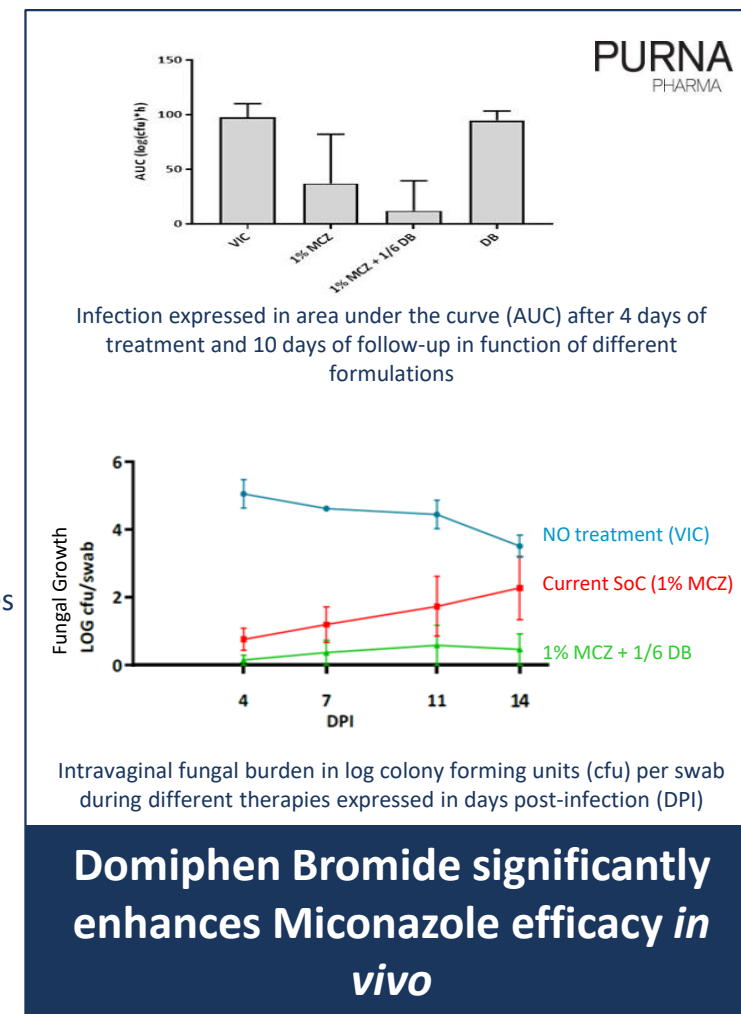 PURNA
PHARMA
150
100
50
0
AUC (log(cfu)*h)
VIC
1% MCZ
1% MCZ + 1/6 DB
DB
Infection expressed in area under the curve (AUC) after 4 days of
treatment and 10 days of follow-up in function of different
formulations
6
4
2
0
Fungal Growth
LOG cfu/swab
4 7 11 14
DPI
NO treatment (VIC)
Current SoC (1% MCZ)
1% MCZ + 1/6 DB
Intravaginal fungal burden in log colony forming units (cfu) per swab
during different therapies expressed in days post-infection (DPI)
Domiphen Bromide significantly
enhances Miconazole efficacy in
vivo